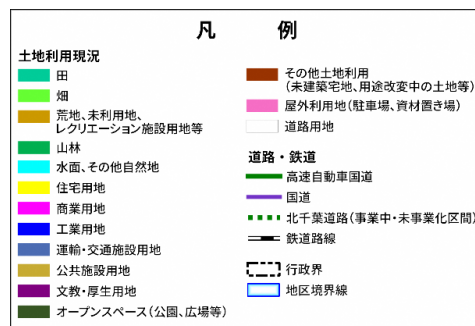 凡 例
土地利用現況
田
畑
荒地、未利用地、
レクリエーション施設用地等
山林
水面、その他自然地
住宅用地
商業用地
工業用地
運輸・交通施設用地
公共施設用地
文教・厚生用地
オープンスペース（公園、広場等）
その他土地利用
（未建築宅地、用途改変中の土地等）
屋外利用地（駐車場、資材置き場）
道路用地
道路・鉄道
高速自動車国道
国道
北千葉道路（事業中・未事業化区間）
鉄道路線
行政界
地区境界線